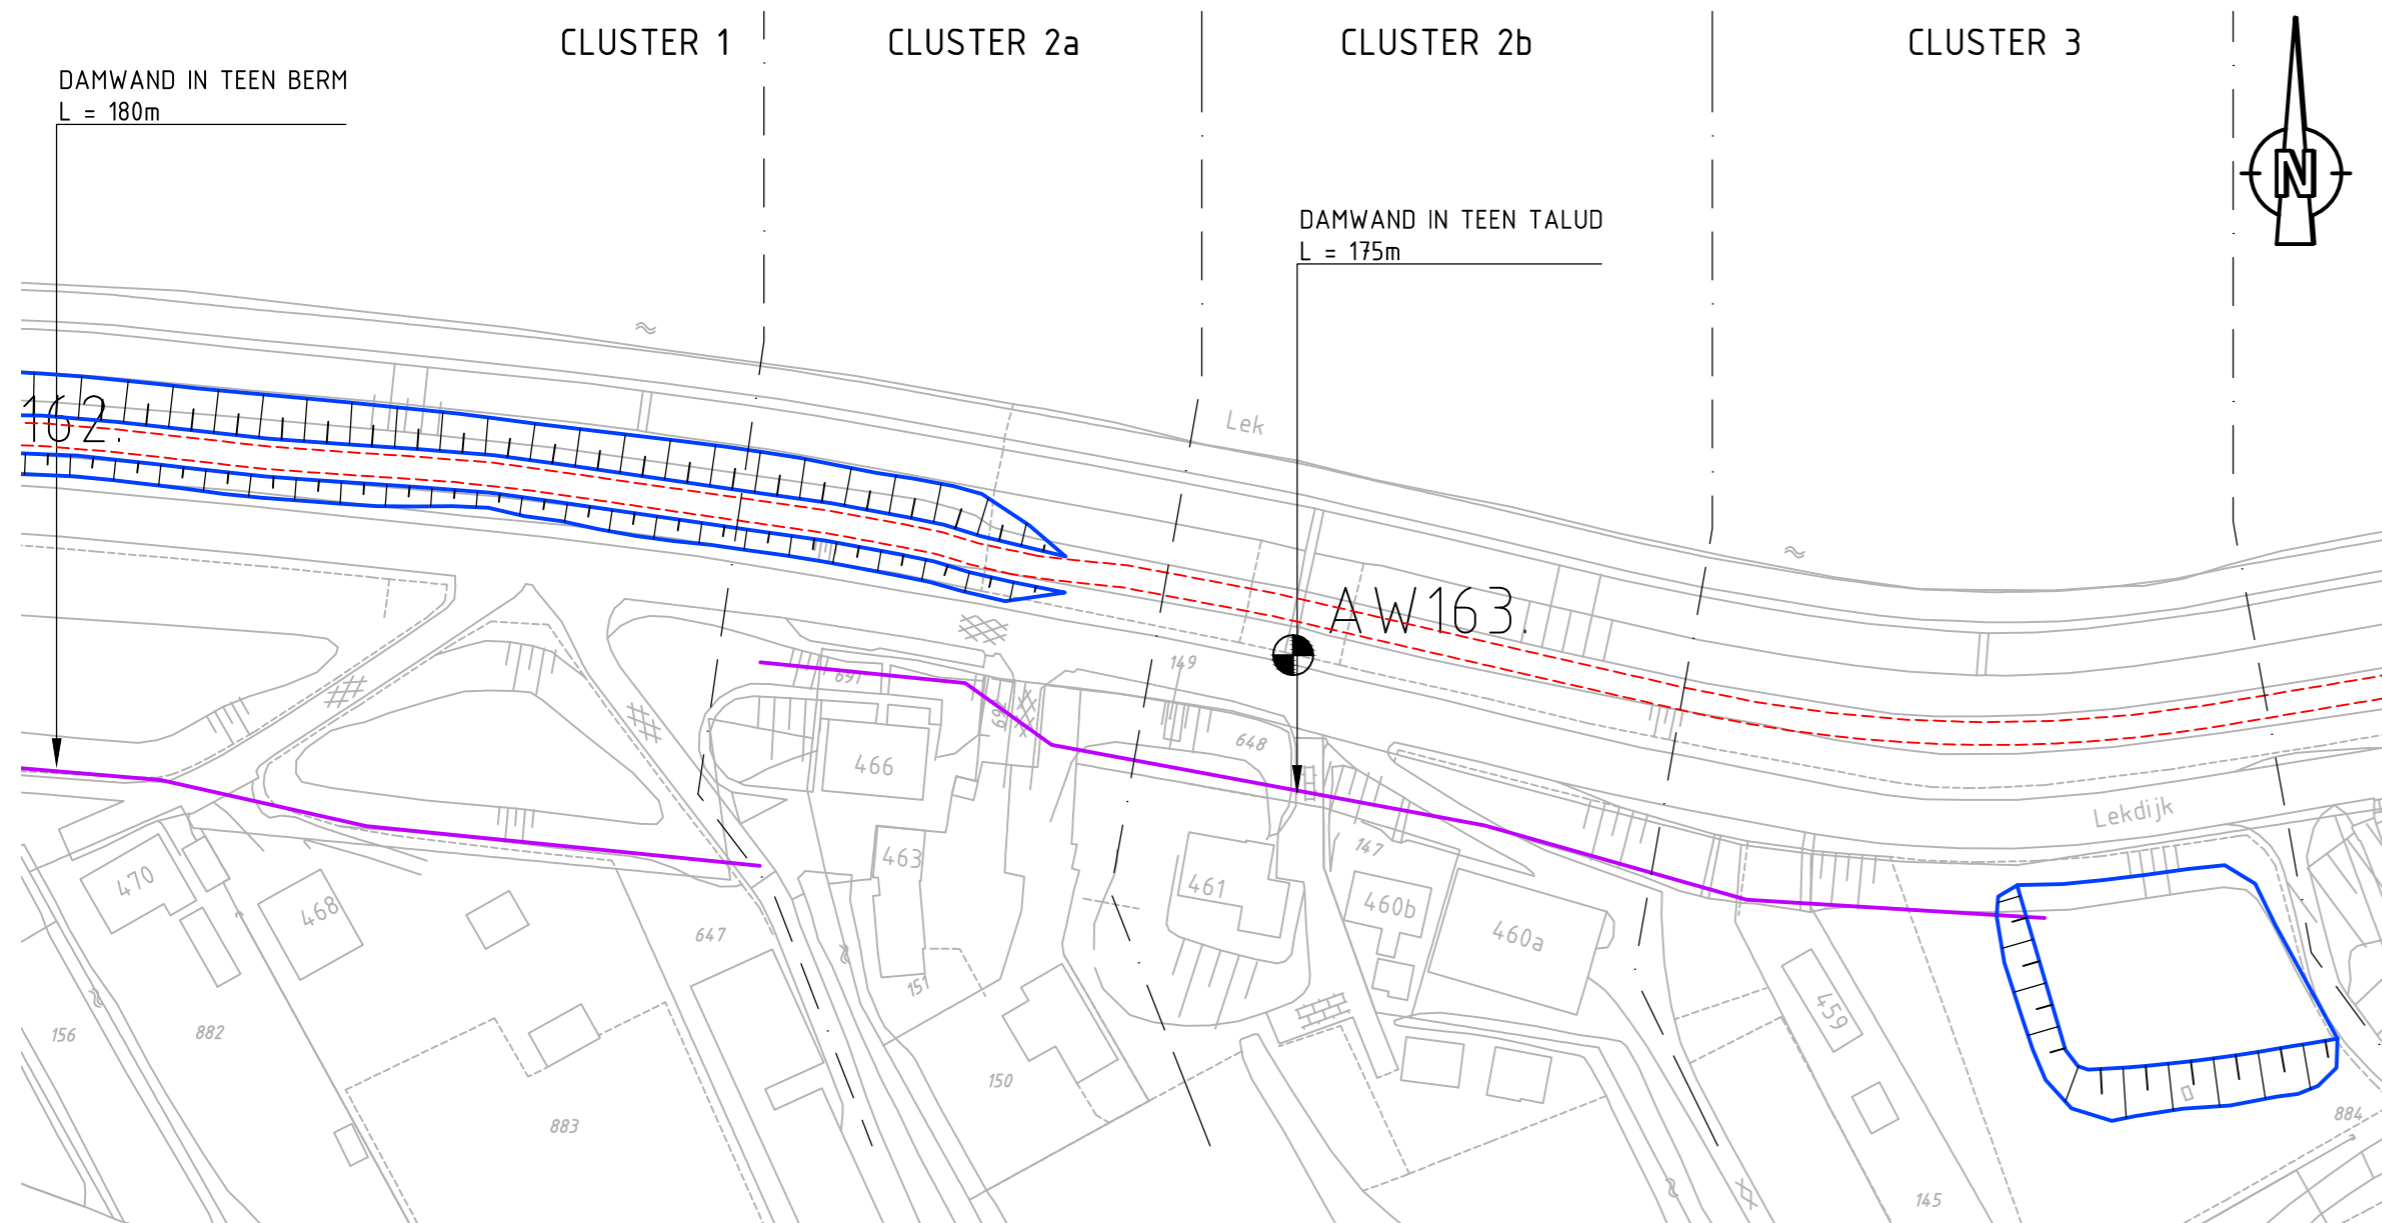 CLUSTER 1
CLUSTER 2a
CLUSTER 2b
CLUSTER 3
DAMWAND IN TEEN BERM
L = 180m
N
DAMWAND IN TEEN TALUD
L = 175m
162.
Lek
AW163.
149
691
648
466
Lekdijk
463
147
470
461
460b
468
460a
647
151
459
156
882
150
883
884
145